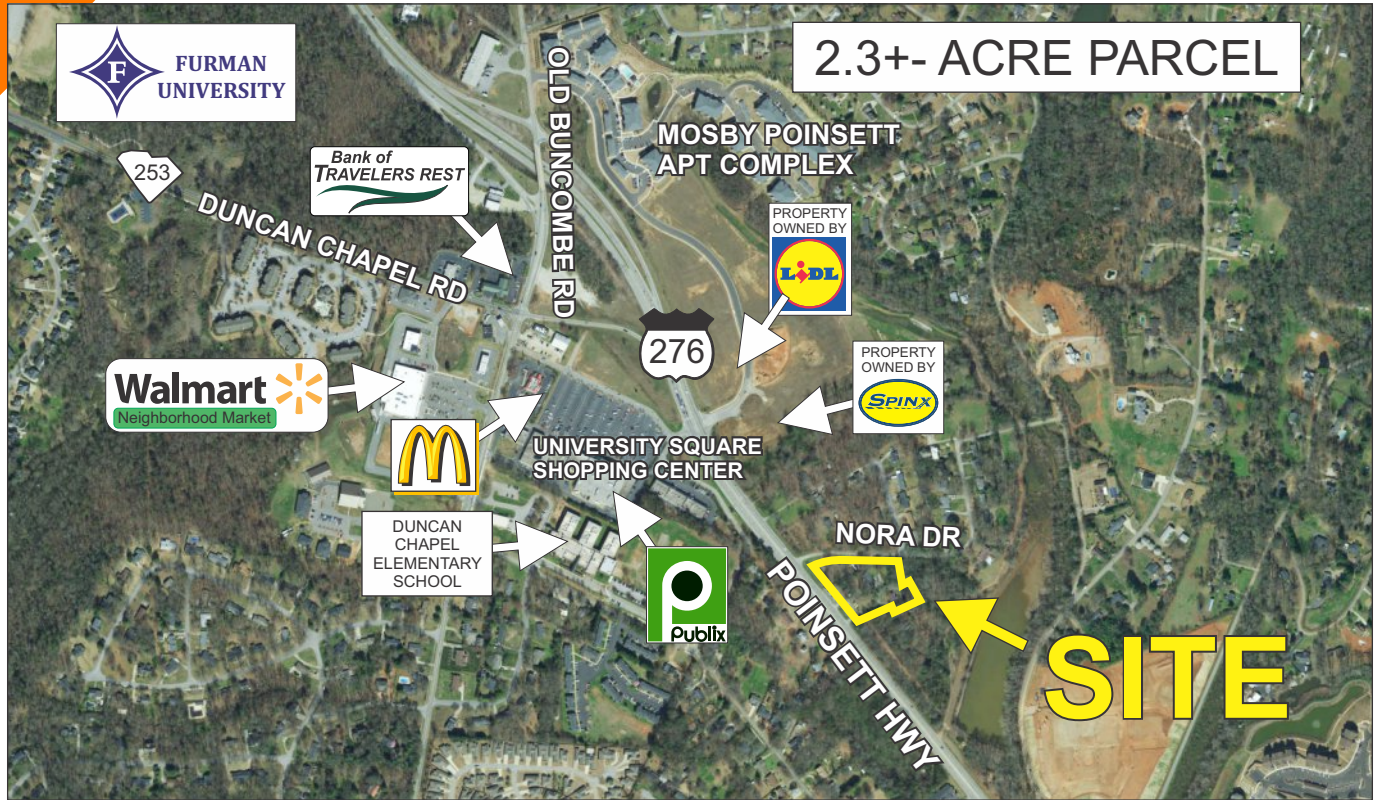 F
FURMAN
UNIVERSITY
2.3+- ACRE PARCEL
OLD BUNCOMBE RD
MOSBY POINSETT
APT COMPLEX
Bank of
TRAVELERS REST
253
DUNCAN CHAPEL RD
PROPERTY
OWNED BY
LIDL
276
PROPERTY
OWNED BY
SPINX
Walmart
Neighborhood Market
M
UNIVERSITY SQUARE
SHOPPING CENTER
DUNCAN
CHAPEL
ELEMENTARY
SCHOOL
NORA DR
P
Publix
POINSETT HWY
SITE